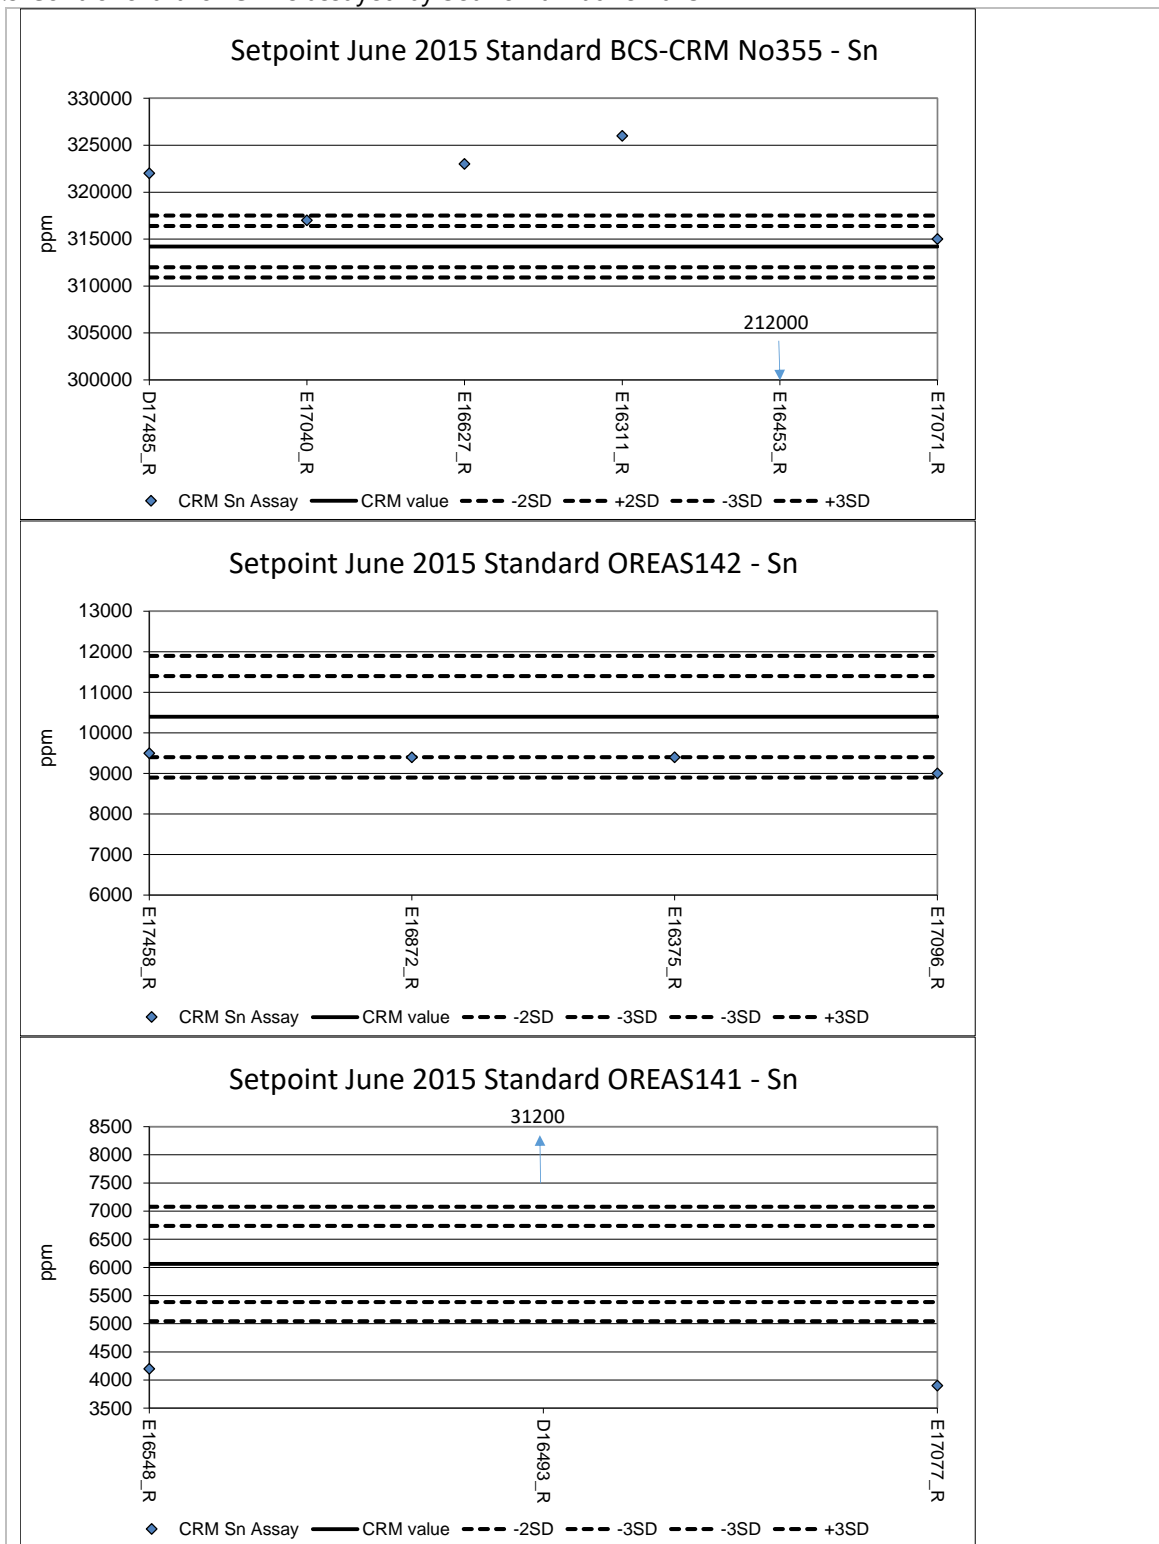 Setpoint June 2015 Standard BCS-CRM No355 - Sn
330000
325000
320000
315000
310000
305000
300000
ppm
212000
D17485_R
E17040_R
E16627_R
E16311_R
E16453_R
E17071_R
CRM Sn Assay CRM value -2SD +2SD -3SD +3SD
Setpoint June 2015 Standard OREAS142 - Sn
13000
12000
11000
10000
9000
8000
7000
6000
ppm
E17458_R
E16872_R
E16375_R
E17096_R
CRM Sn Assay CRM value -2SD -3SD -3SD +3SD
Setpoint June 2015 Standard OREAS141 - Sn
31200
8500
8000
7500
7000
6500
6000
5500
5000
4500
4000
3500
ppm
E16548_R
D16493_R
E17077_R
CRM Sn Assay CRM value -2SD -3SD -3SD +3SD